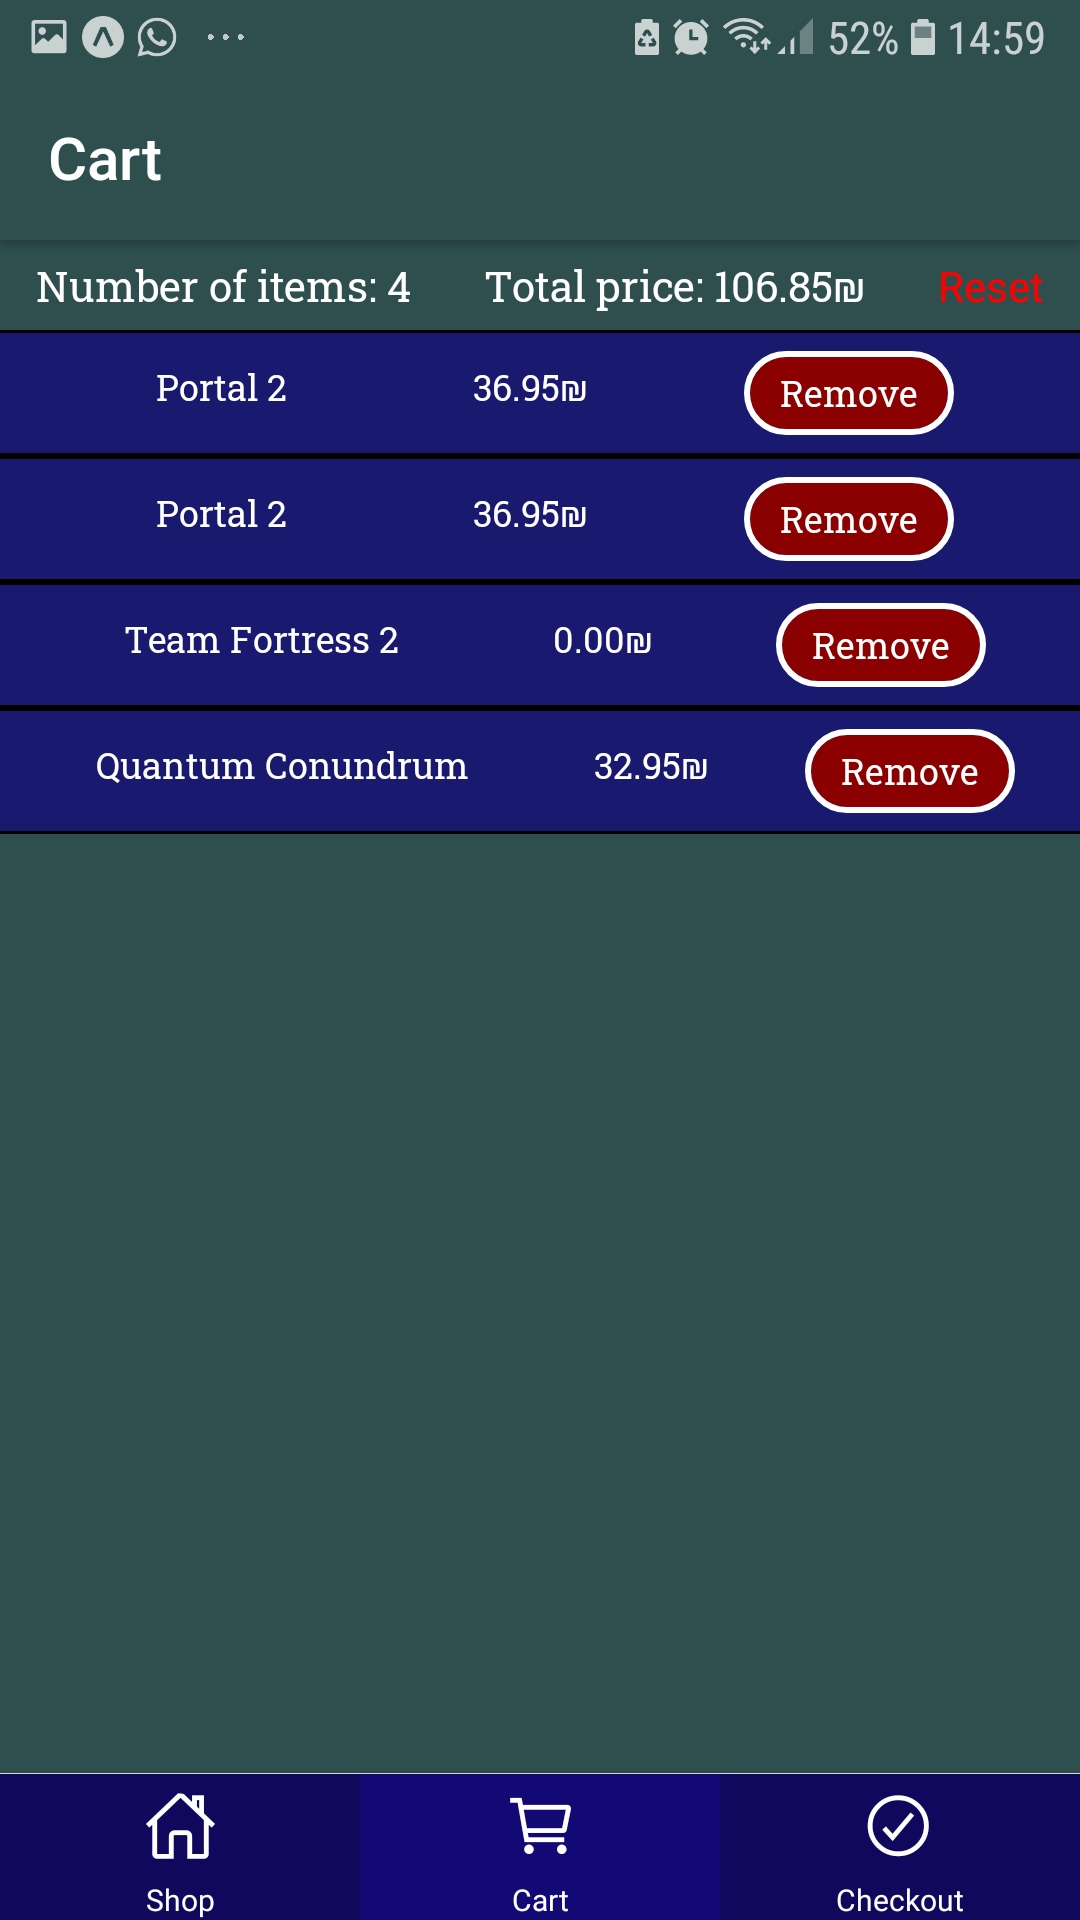 52% 14:59
Cart
Number of items: 4 Total price: 106.85₪ Reset
Portal 2 36.95₪ Remove
Portal 2 36.95₪ Remove
Team Fortress 2 0.00₪ Remove
Quantum Conundrum 32.95₪ Remove
Shop Cart Checkout